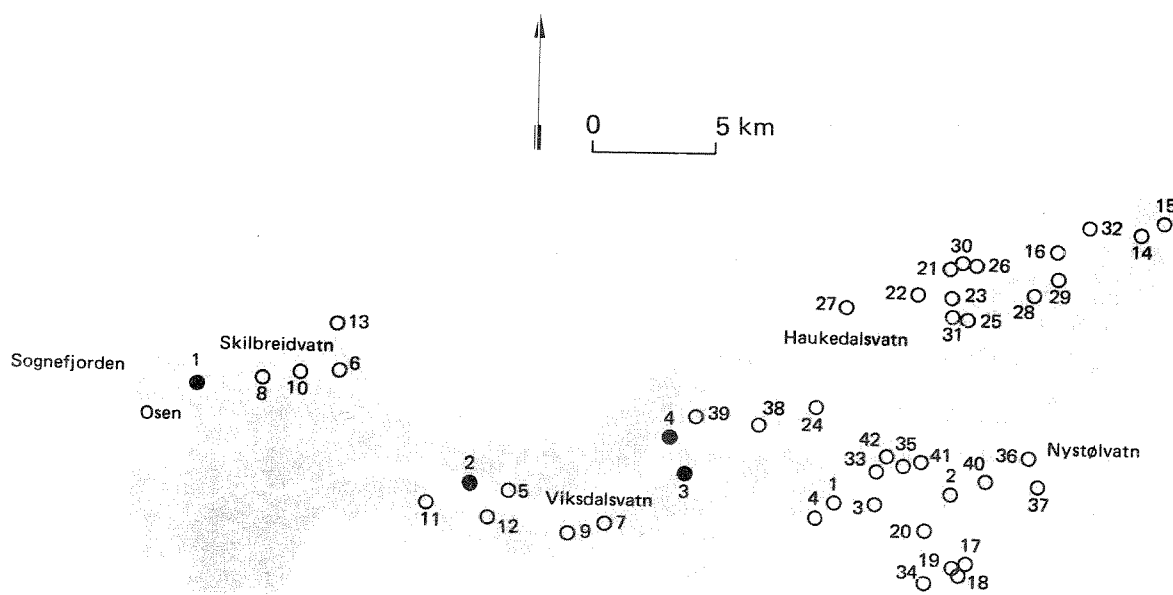 0 5 km
15
32
30
14
16
21 26
22 23 29
27 28
13 31 25
Skilbreidvatn Haukedalsvatn
Sognefjorden 1 6
8 10
Osen 4 39 38 24
42 35
33 41 36 Nystølvatn
2 3 40
5 1 2
Viksdalsvatn 37
11 12 4 3
9 7 20
17
19
34 18